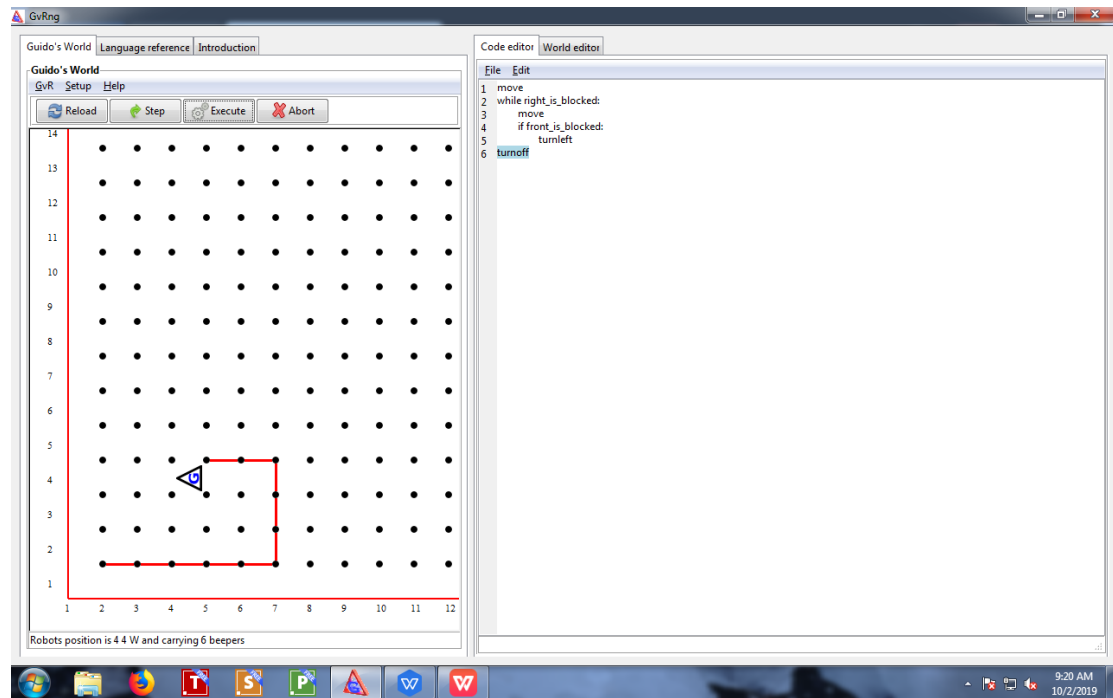 GvRng
Guido's World Language reference Introduction
Guido's World
GvR Setup Help
Reload Step Execute Abort
14
13
12
11
10
9
8
7
6
5
4
G
3
2
1
1 2 3 4 5 6 7 8 9 10 11 12
Robots position is 4 4 W and carrying 6 beepers
Code editor World editor
File Edit
1 move
2 while right_is_blocked:
3 move
4 if front_is_blocked:
5 turnleft
6 turnoff
T S P W W
9:20 AM
10/2/2019